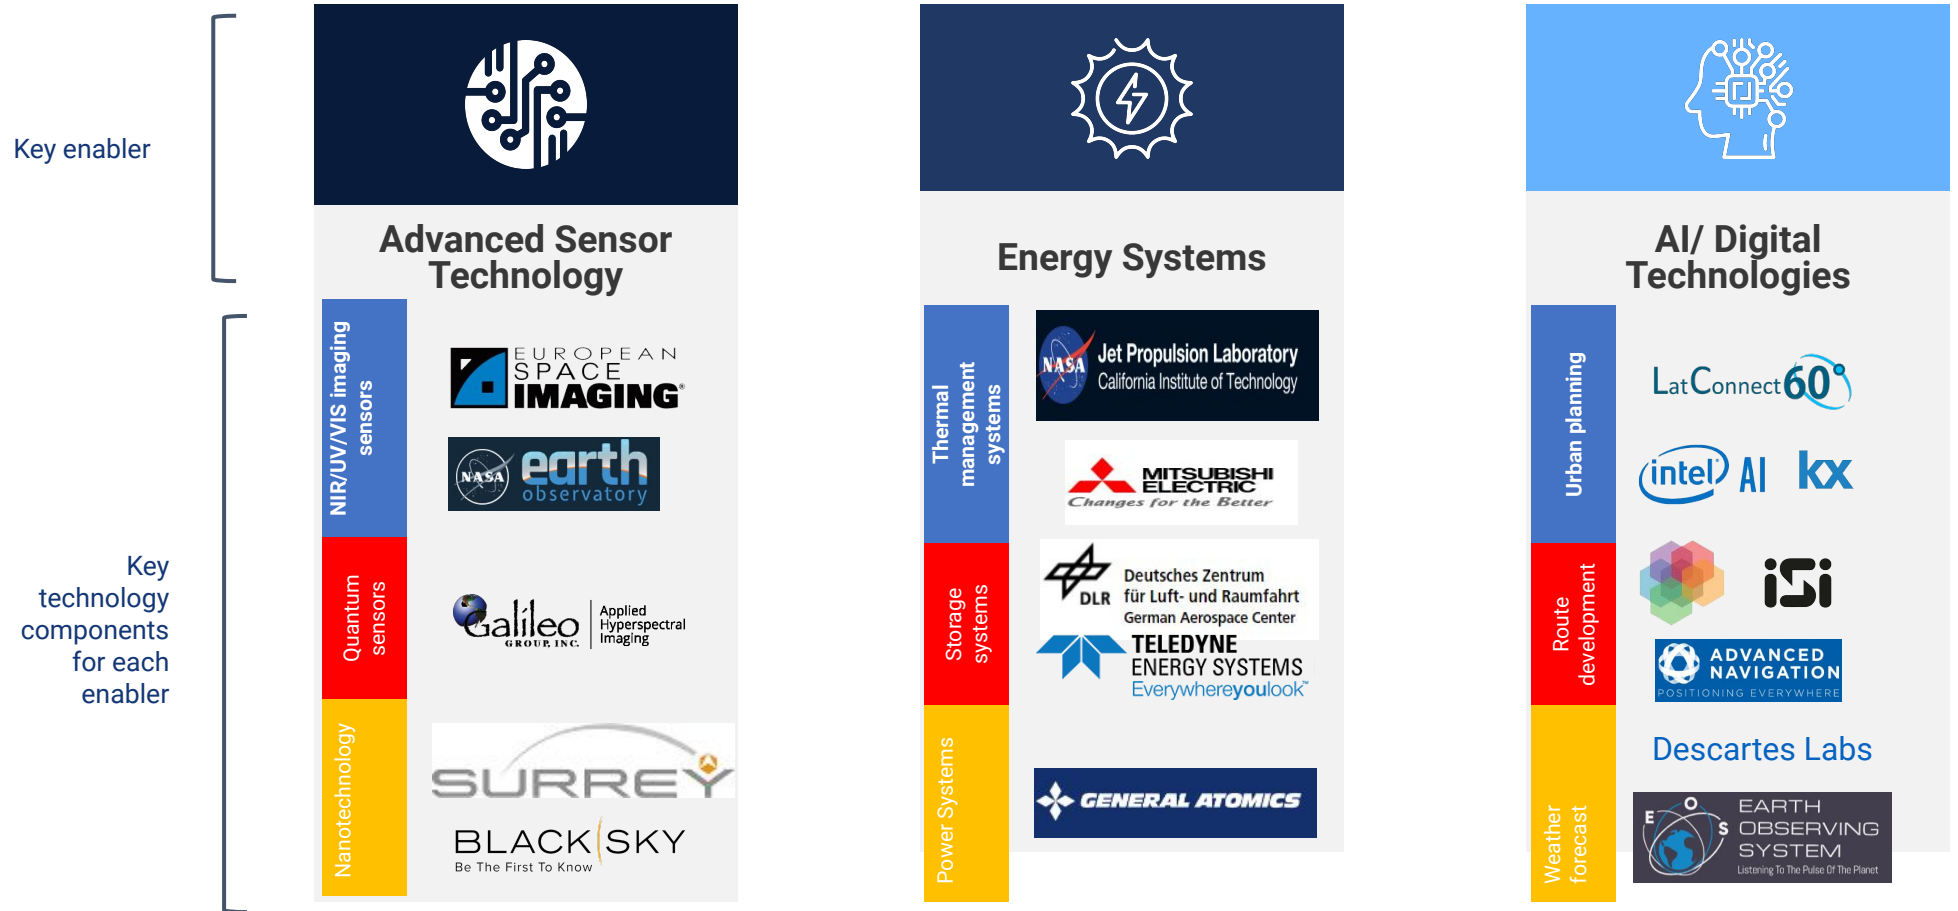 Key enabler
Key
technology
components
for each
enabler
Advanced Sensor
Technology
NIR/UV/VIS imaging
sensors
EUROPEAN
SPACE
IMAGING®
NASA
earth
observatory
Quantum
sensors
Galileo
GROUP, INC.
Applied
Hyperspectral
Imaging
Nanotechnology
SURREY
BLACKSKY
Be The First To Know
Energy Systems
Thermal
management
systems
NASA
Jet Propulsion Laboratory
California Institute of Technology
MITSUBISHI
ELECTRIC
Changes for the Better
Storage
systems
DLR
Deutsches Zentrum
für Luft- und Raumfahrt
German Aerospace Center
TELEDYNE
ENERGY SYSTEMS
Everywhereyoulook™
Power Systems
GENERAL ATOMICS
AI/ Digital
Technologies
Urban planning
LatConnect60
intel AI
kx
Route
development
iSi
ADVANCED
NAVIGATION
POSITIONING EVERYWHERE
Weather
forecast
Descartes Labs
EOS
EARTH
OBSERVING
SYSTEM
Listening To The Pulse Of The Planet